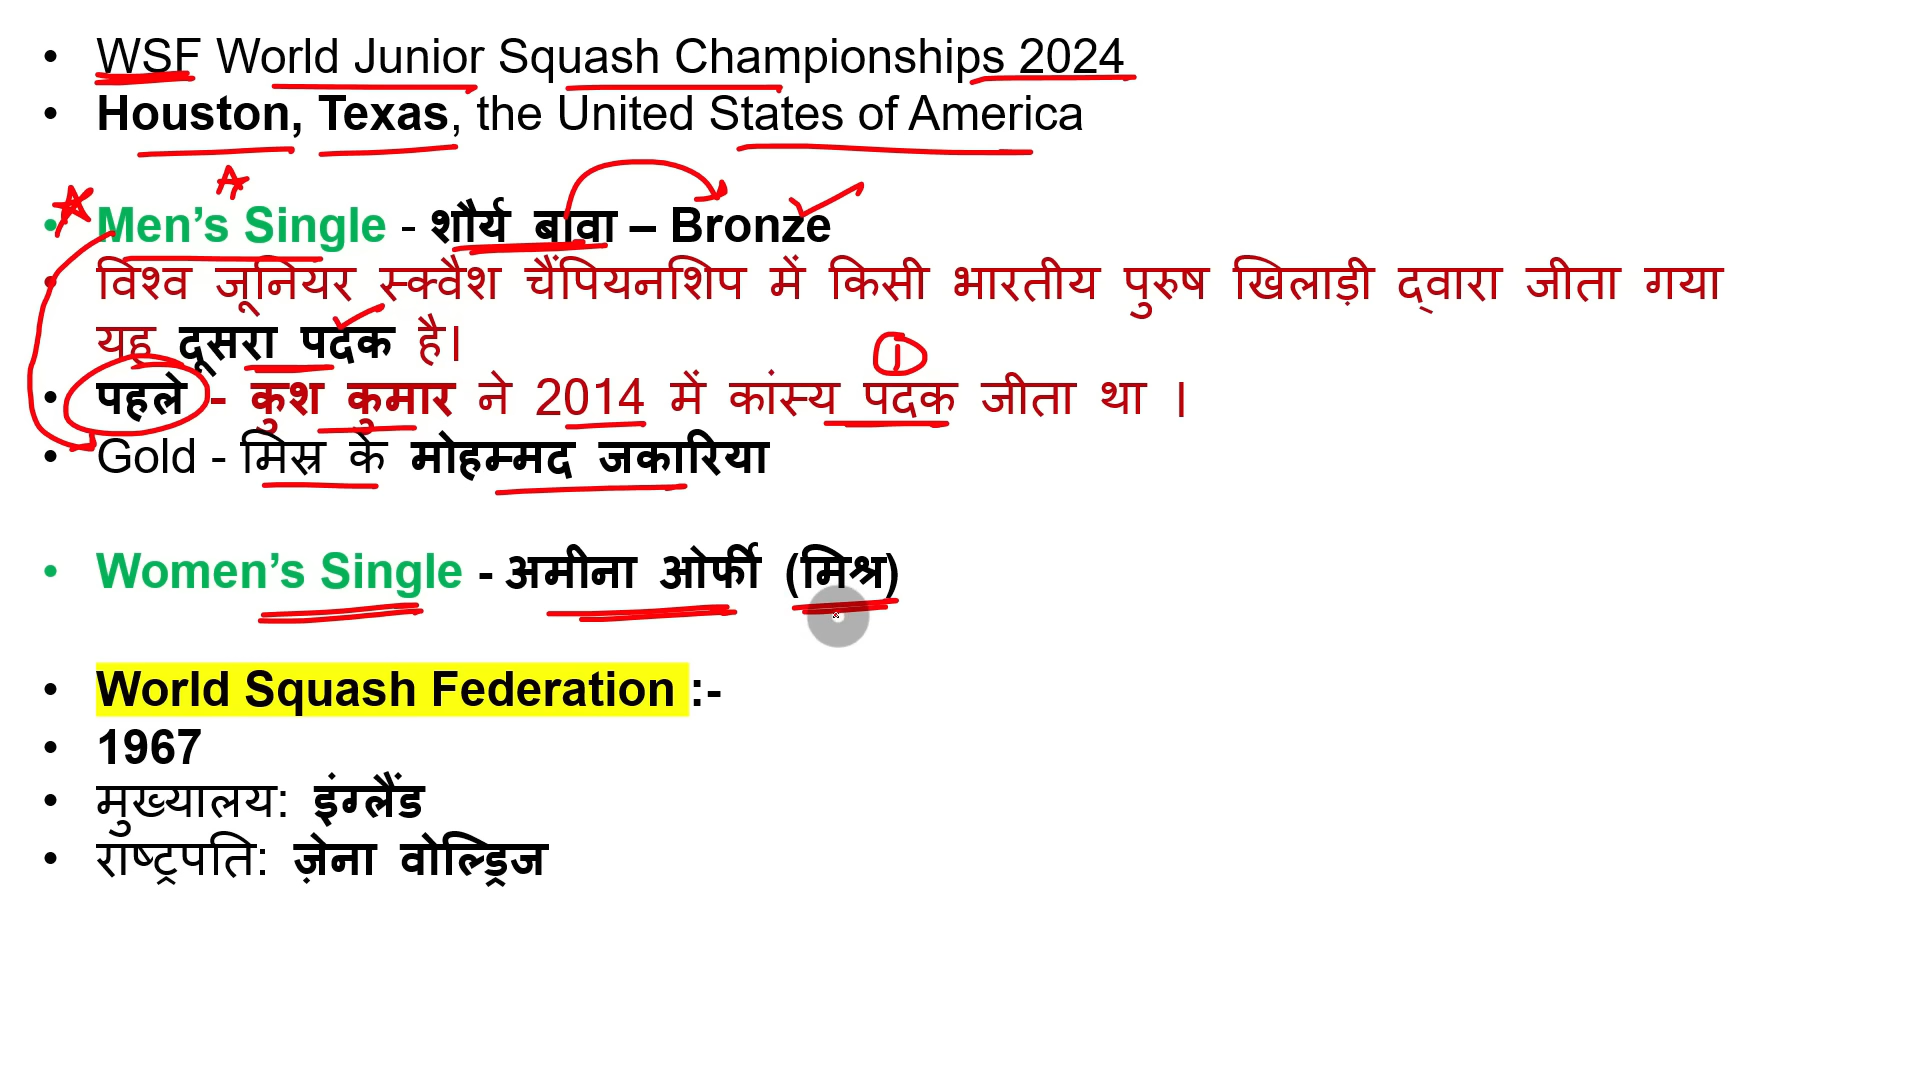 • WSF World Junior Squash Championships 2024
• Houston, Texas, the United States of America
• Men’s Single - शौर्य बावा – Bronze
• विश्व जूनियर स्क्वैश चैंपियनशिप में किसी भारतीय पुरुष खिलाड़ी द्वारा जीता गया
यह दूसरा पदक है।
①
• पहले - कुश कुमार ने 2014 में कांस्य पदक जीता था ।
• Gold - मिस्र के मोहम्मद जकारिया
• Women’s Single - अमीना ओर्फी (मिश्र)
• World Squash Federation :-
• 1967
• मुख्यालय: इंग्लैंड
• राष्ट्रपति: ज़ेना वोल्ड्रिज